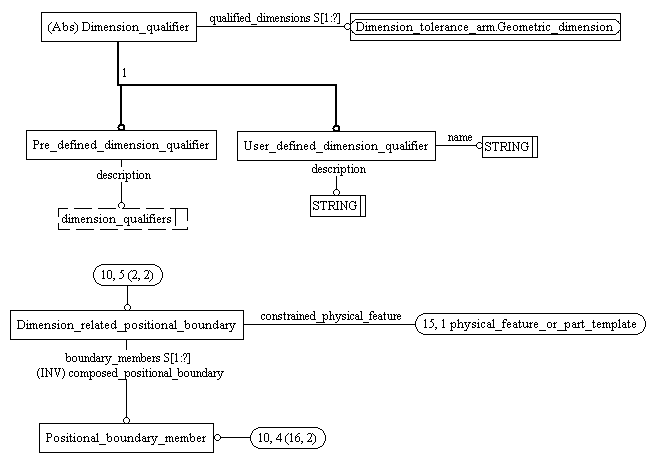 (Abs) Dimension_qualifier
qualified_dimensions S[1:?]
Dimension_tolerance_arm.Geometric_dimension
1
Pre_defined_dimension_qualifier
User_defined_dimension_qualifier
name
STRING
description
description
dimension_qualifiers
STRING
10, 5 (2, 2)
Dimension_related_positional_boundary
constrained_physical_feature
15, 1 physical_feature_or_part_template
boundary_members S[1:?]
(INV) composed_positional_boundary
Positional_boundary_member
10, 4 (16, 2)